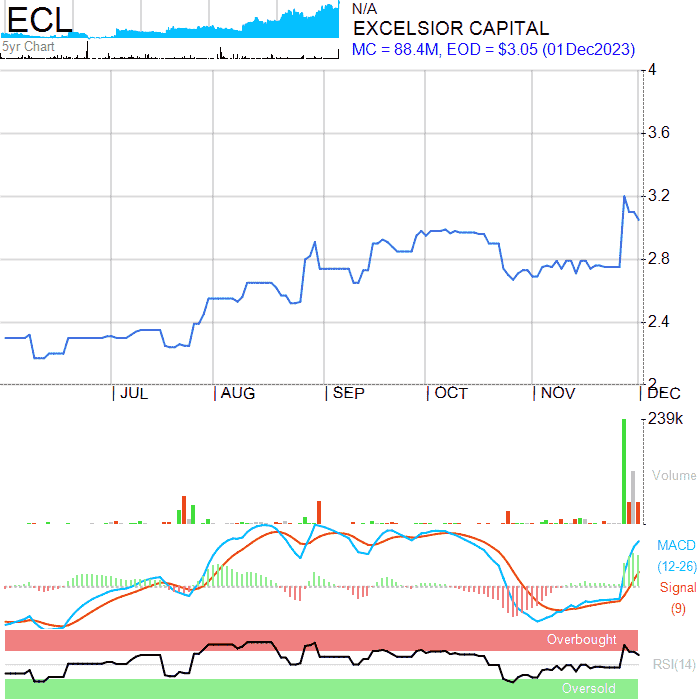 ECL
5yr Chart
N/A
EXCELSIOR CAPITAL
MC = 88.4M, EOD = $3.05 (01Dec2023)
4
3.6
3.2
2.8
2.4
2
JUL AUG SEP OCT NOV DEC
239k
Volume
MACD
(12-26)
Signal
(9)
Overbought
RSI(14)
Oversold